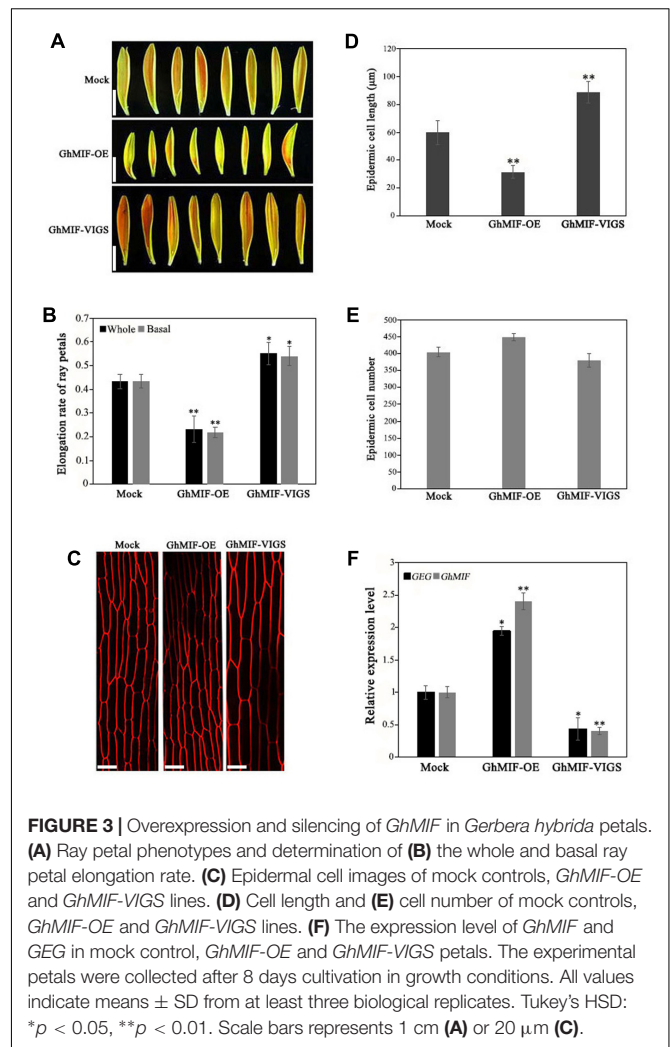 A
Mock
GhMIF-OE
GhMIF-VIGS
D
Epidermic cell length (μm)
120
100
80
60
40
20
0
**
**
Mock
GhMIF-OE
GhMIF-VIGS
B
Elongation rate of ray petals
0.7
0.6
0.5
0.4
0.3
0.2
0.1
0
Whole
Basal
**
**
*
*
Mock
GhMIF-OE
GhMIF-VIGS
E
Epidermic cell number
500
450
400
350
300
250
200
150
100
50
0
Mock
GhMIF-OE
GhMIF-VIGS
C
Mock
GhMIF-OE
GhMIF-VIGS
F
Relative expression level
3
2.5
2
1.5
1
0.5
0
GEG
GhMIF
*
**
*
**
Mock
GhMIF-OE
GhMIF-VIGS
FIGURE 3 | Overexpression and silencing of GhMIF in Gerbera hybrida petals.
(A) Ray petal phenotypes and determination of (B) the whole and basal ray
petal elongation rate. (C) Epidermal cell images of mock controls, GhMIF-OE
and GhMIF-VIGS lines. (D) Cell length and (E) cell number of mock controls,
GhMIF-OE and GhMIF-VIGS lines. (F) The expression level of GhMIF and
GEG in mock control, GhMIF-OE and GhMIF-VIGS petals. The experimental
petals were collected after 8 days cultivation in growth conditions. All values
indicate means ± SD from at least three biological replicates. Tukey's HSD:
*p < 0.05, **p < 0.01. Scale bars represents 1 cm (A) or 20 μm (C).